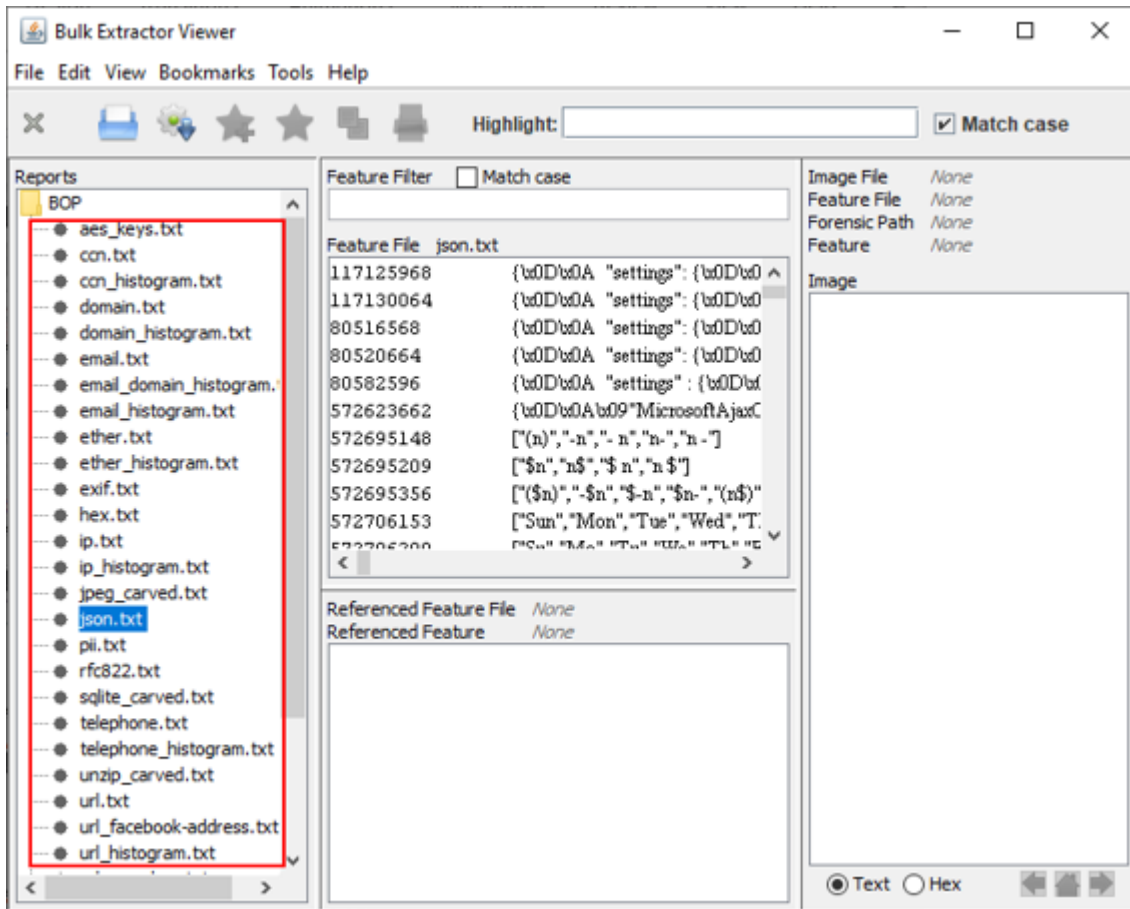 Bulk Extractor Viewer
File Edit View Bookmarks Tools Help
Highlight: Match case
Reports
BOP
aes_keys.txt
ccn.txt
ccn_histogram.txt
domain.txt
domain_histogram.txt
email.txt
email_domain_histogram.
email_histogram.txt
ether.txt
ether_histogram.txt
exif.txt
hex.txt
ip.txt
ip_histogram.txt
jpeg_carved.txt
json.txt
pii.txt
rfc822.txt
sqlite_carved.txt
telephone.txt
telephone_histogram.txt
unzip_carved.txt
url.txt
url_facebook-address.txt
url_histogram.txt
Feature Filter Match case
Feature File json.txt
117125968 {\x0D\x0A "settings": {\x0D\x0
117130064 {\x0D\x0A "settings": {\x0D\x0
80516568 {\x0D\x0A "settings": {\x0D\x0
80520664 {\x0D\x0A "settings": {\x0D\x0
80582596 {\x0D\x0A "settings" : {\x0D\x0
572623662 {\x0D\x0A\x09"MicrosoftAjaxC
572695148 ["(n)","-n","- n","n-","n -"]
572695209 ["$n","n$","$ n","n $"]
572695356 ["($n)","-$n","$-n","$n-","(n$)"
572706153 ["Sun","Mon","Tue","Wed","T
Referenced Feature File None
Referenced Feature None
Image File None
Feature File None
Forensic Path None
Feature None
Image
Text Hex